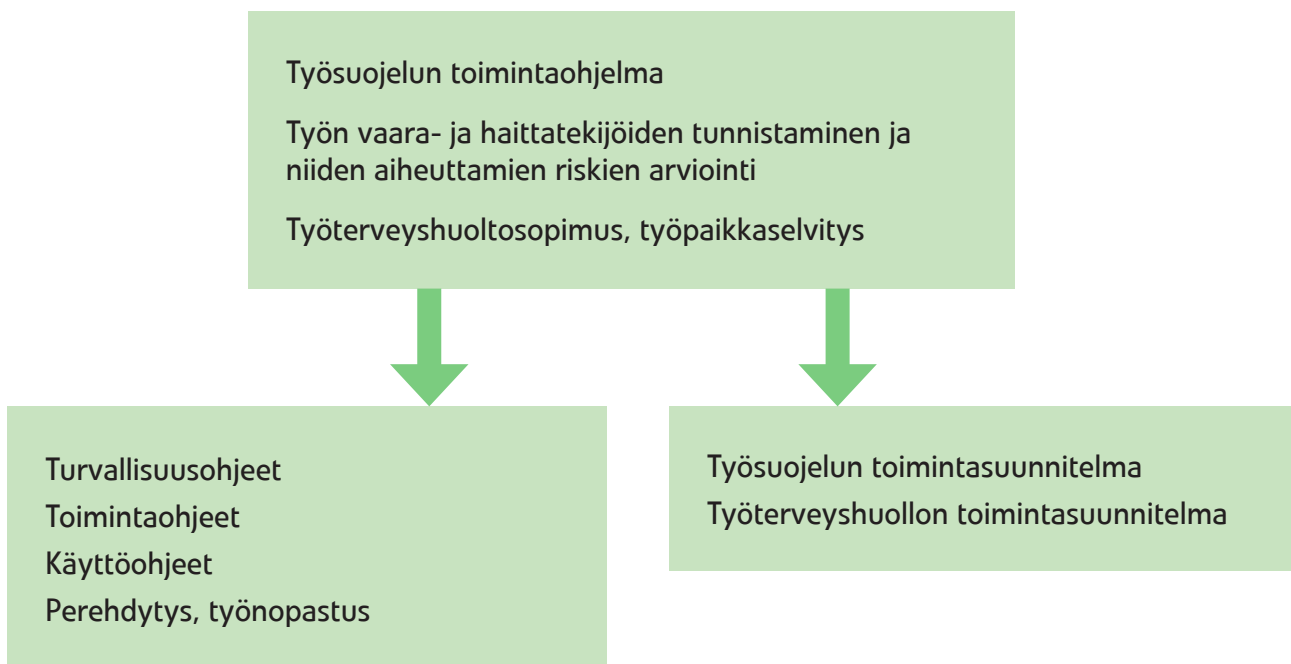 Työsuojelun toimintaohjelma
Työn vaara- ja haittatekijöiden tunnistaminen ja
niiden aiheuttamien riskien arviointi
Työterveyshuoltosopimus, työpaikkaselvitys
Turvallisuusohjeet
Toimintaohjeet
Käyttöohjeet
Perehdytys, työnopastus
Työsuojelun toimintasuunnitelma
Työterveyshuollon toimintasuunnitelma